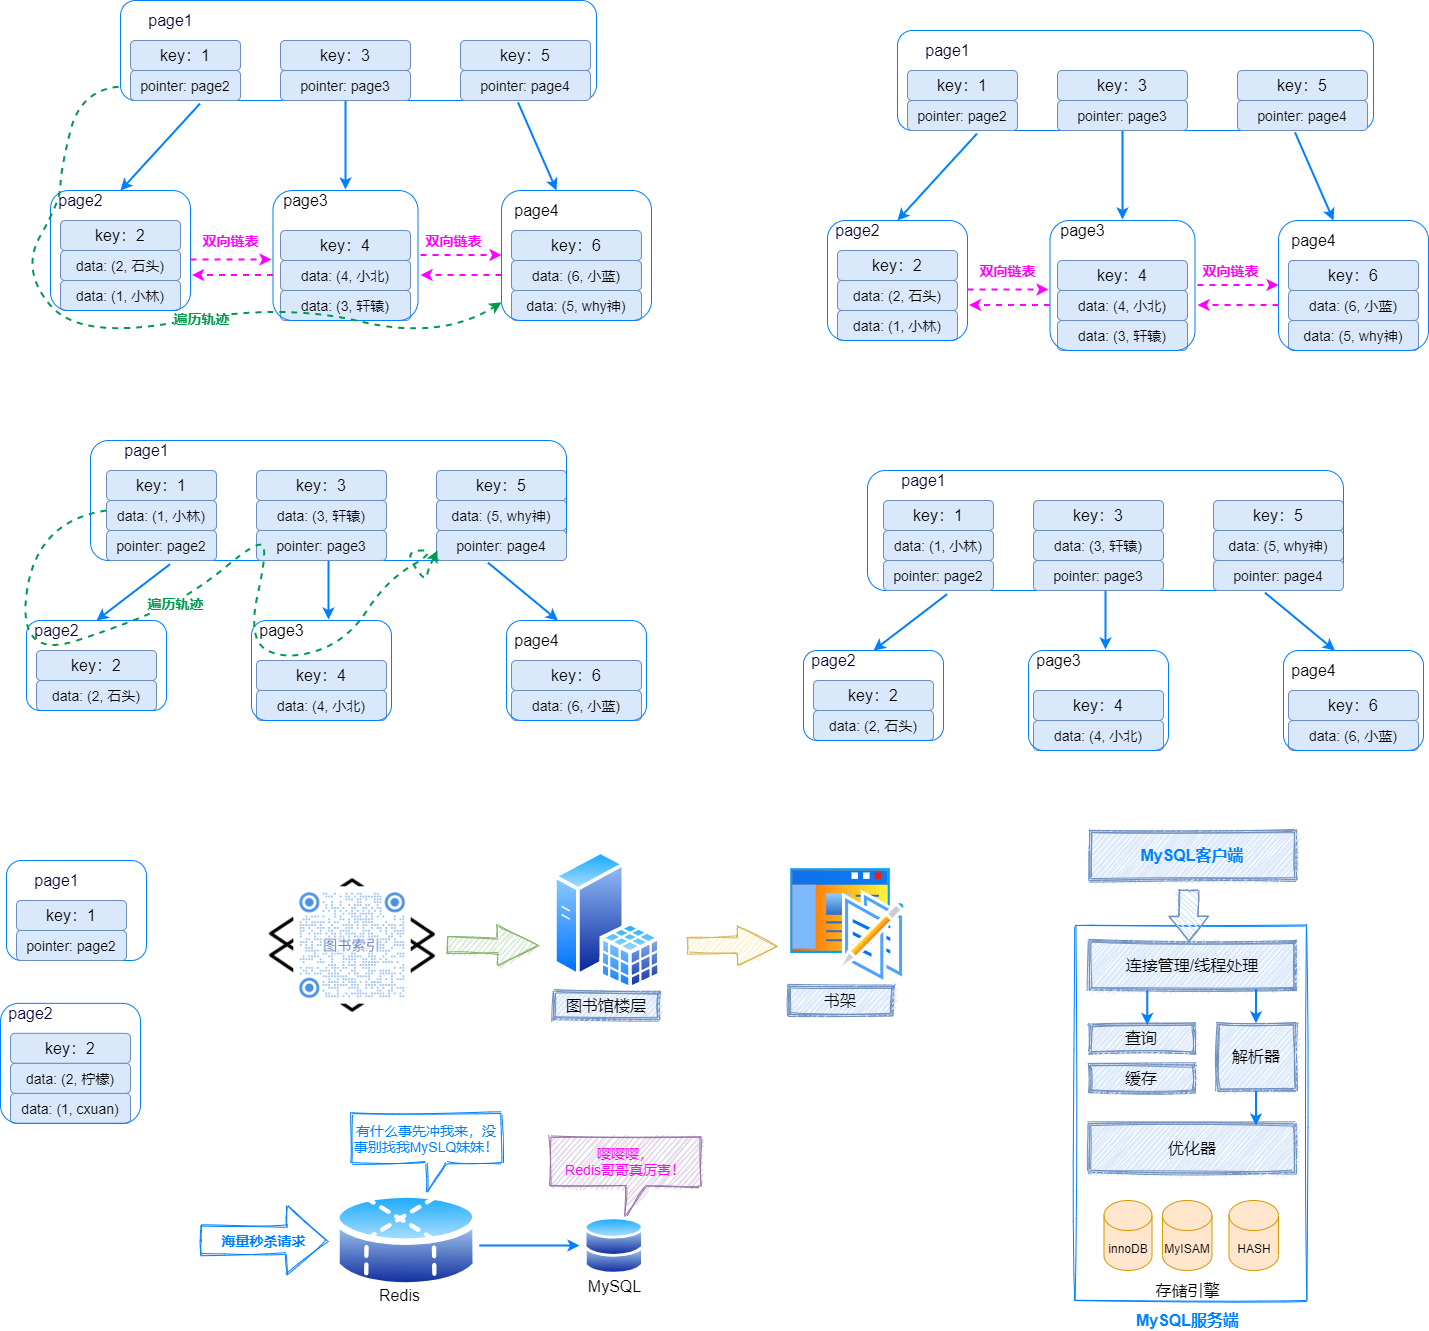 page1
key：1
key：3
key：5
pointer: page2
pointer: page3
pointer: page4
page2
key：2
data: (2, 石头)
data: (1, 小林)
双向链表
page3
key：4
data: (4, 小北)
data: (3, 轩辕)
双向链表
page4
key：6
data: (6, 小蓝)
data: (5, why神)
遍历轨迹
page1
key：1
key：3
key：5
pointer: page2
pointer: page3
pointer: page4
page2
key：2
data: (2, 石头)
data: (1, 小林)
双向链表
page3
key：4
data: (4, 小北)
data: (3, 轩辕)
双向链表
page4
key：6
data: (6, 小蓝)
data: (5, why神)
page1
key：1
key：3
key：5
data: (1, 小林)
data: (3, 轩辕)
data: (5, why神)
pointer: page2
pointer: page3
pointer: page4
遍历轨迹
page2
key：2
data: (2, 石头)
page3
key：4
data: (4, 小北)
page4
key：6
data: (6, 小蓝)
page1
key：1
key：3
key：5
data: (1, 小林)
data: (3, 轩辕)
data: (5, why神)
pointer: page2
pointer: page3
pointer: page4
page2
key：2
data: (2, 石头)
page3
key：4
data: (4, 小北)
page4
key：6
data: (6, 小蓝)
page1
key：1
pointer: page2
page2
key：2
data: (2, 柠檬)
data: (1, cxuan)
图书索引
图书馆楼层
书架
有什么事先冲我来，没
事别找我MySLQ妹妹！
嘤嘤嘤，
Redis哥哥真厉害！
海量秒杀请求
Redis
MySQL
MySQL客户端
连接管理/线程处理
查询
缓存
解析器
优化器
innoDB
MyISAM
HASH
存储引擎
MySQL服务端